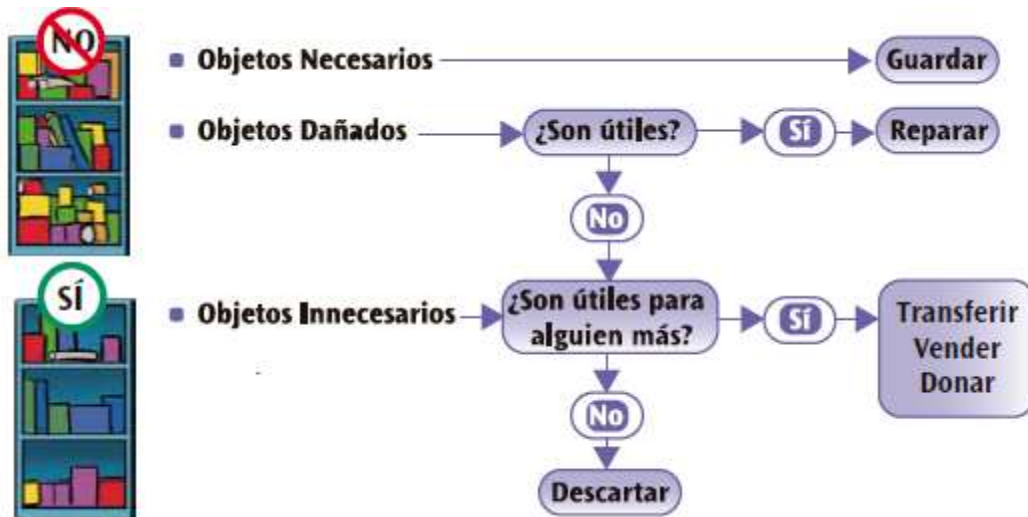 NO
Objetos Necesarios
Guardar
Objetos Dañados
¿Son útiles?
Sí
Reparar
No
SÍ
Objetos Innecesarios
¿Son útiles para
alguien más?
Sí
Transferir
Vender
Donar
No
Descartar